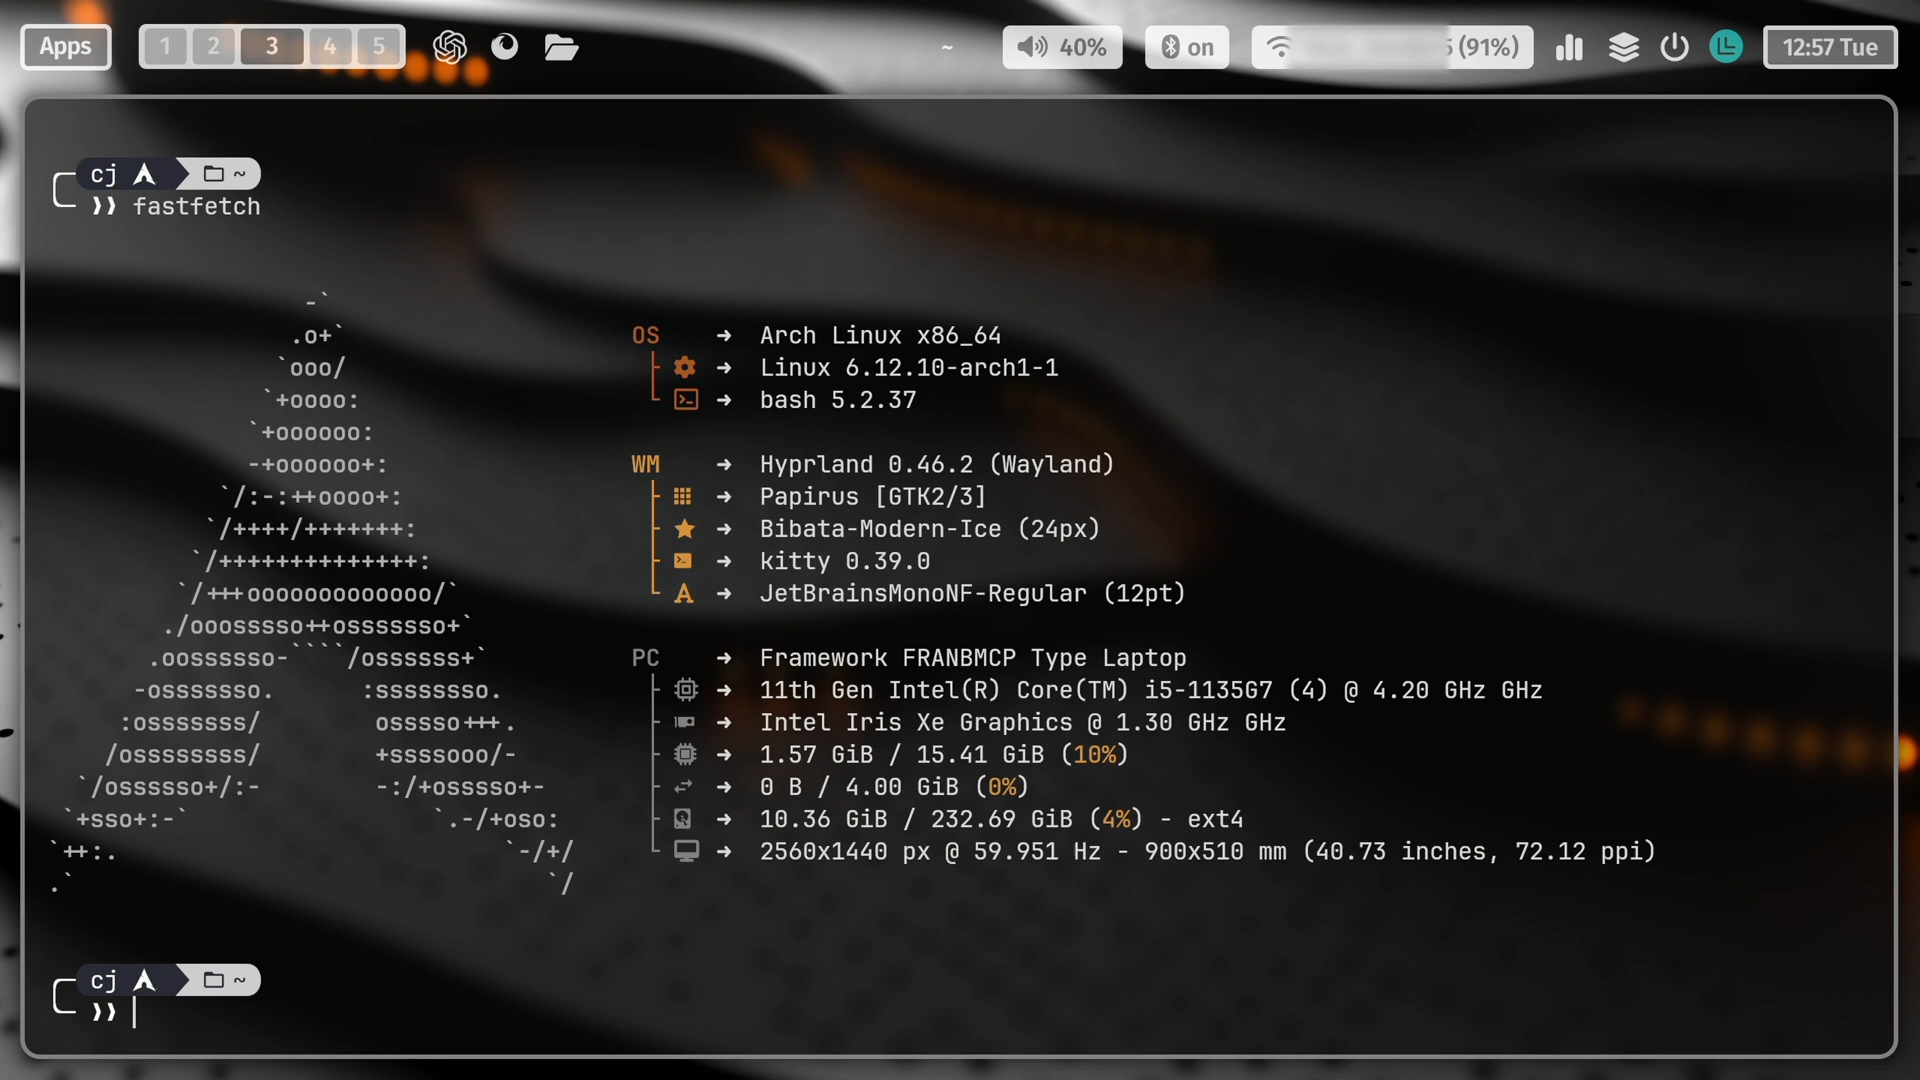 Apps 1 2 3 4 5 ~ 40% on 5 (91%) 12:57 Tue
cj ~
❫❫ fastfetch
-`
.o+`
`ooo/
`+oooo:
`+oooooo:
-+oooooo+:
`/:-:++oooo+:
`/++++/+++++++:
`/++++++++++++++:
`/+++ooooooooooooo/`
./ooosssso++osssssso+`
.oossssso-````/ossssss+`
-osssssso. :ssssssso.
:osssssss/ osssso+++.
/ossssssss/ +ssssooo/-
`/ossssso+/:- -:/+osssso+-
`+sso+:-` `.-/+oso:
`++:. `-/+/
.` `/
OS ➜ Arch Linux x86_64
➜ Linux 6.12.10-arch1-1
➜ bash 5.2.37
WM ➜ Hyprland 0.46.2 (Wayland)
➜ Papirus [GTK2/3]
➜ Bibata-Modern-Ice (24px)
➜ kitty 0.39.0
➜ JetBrainsMonoNF-Regular (12pt)
PC ➜ Framework FRANBMCP Type Laptop
➜ 11th Gen Intel(R) Core(TM) i5-1135G7 (4) @ 4.20 GHz GHz
➜ Intel Iris Xe Graphics @ 1.30 GHz GHz
➜ 1.57 GiB / 15.41 GiB (10%)
➜ 0 B / 4.00 GiB (0%)
➜ 10.36 GiB / 232.69 GiB (4%) - ext4
➜ 2560x1440 px @ 59.951 Hz - 900x510 mm (40.73 inches, 72.12 ppi)
cj ~
❫❫